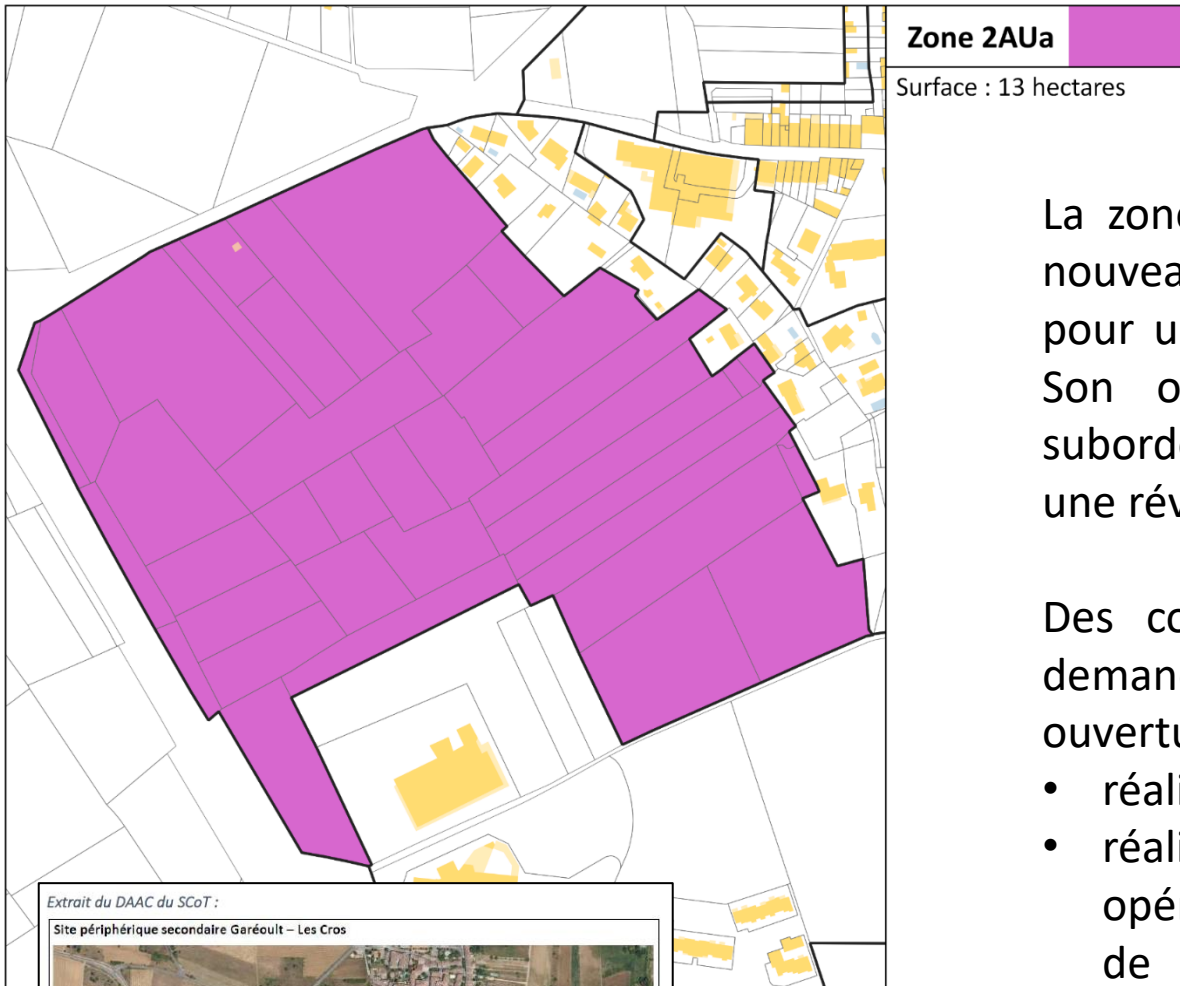 Zone 2AUa
Surface : 13 hectares
La zone
nouvea
pour u
Son o
subord
une rév
Des co
deman
ouvertu
• réali
• réali
opér
de
Extrait du DAAC du SCoT :
Site périphérique secondaire Garéoult – Les Cros